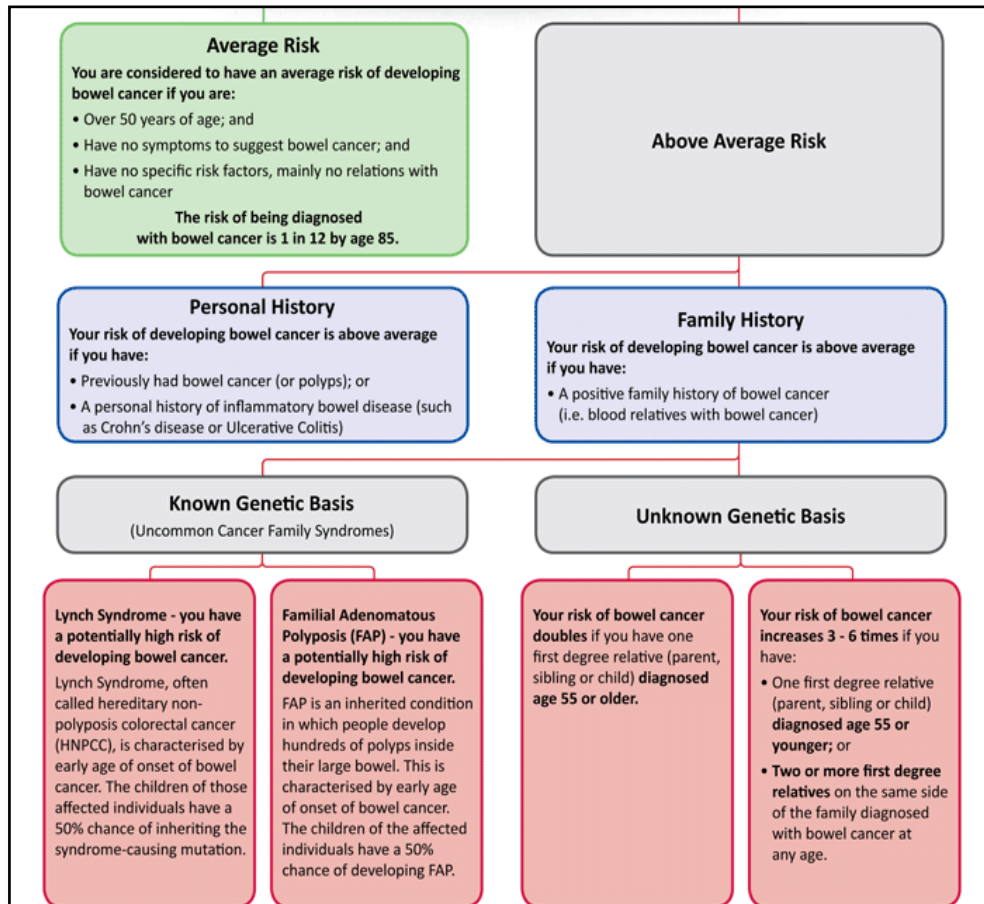 Average Risk
You are considered to have an average risk of developing
bowel cancer if you are:
• Over 50 years of age; and
• Have no symptoms to suggest bowel cancer; and
• Have no specific risk factors, mainly no relations with
bowel cancer
The risk of being diagnosed
with bowel cancer is 1 in 12 by age 85.
Above Average Risk
Personal History
Your risk of developing bowel cancer is above average
if you have:
• Previously had bowel cancer (or polyps); or
• A personal history of inflammatory bowel disease (such
as Crohn's disease or Ulcerative Colitis)
Family History
Your risk of developing bowel cancer is above average
if you have:
• A positive family history of bowel cancer
(i.e. blood relatives with bowel cancer)
Known Genetic Basis
(Uncommon Cancer Family Syndromes)
Unknown Genetic Basis
Lynch Syndrome - you have
a potentially high risk of
developing bowel cancer.
Lynch Syndrome, often
called hereditary non-
polyposis colorectal cancer
(HNPCC), is characterised by
early age of onset of bowel
cancer. The children of those
affected individuals have a
50% chance of inheriting the
syndrome-causing mutation.
Familial Adenomatous
Polyposis (FAP) - you have
a potentially high risk of
developing bowel cancer.
FAP is an inherited condition
in which people develop
hundreds of polyps inside
their large bowel. This is
characterised by early age
of onset of bowel cancer.
The children of the affected
individuals have a 50%
chance of developing FAP.
Your risk of bowel cancer
doubles if you have one
first degree relative (parent,
sibling or child) diagnosed
age 55 or older.
Your risk of bowel cancer
increases 3 - 6 times if you
have:
• One first degree relative
(parent, sibling or child)
diagnosed age 55 or
younger; or
• Two or more first degree
relatives on the same side
of the family diagnosed
with bowel cancer at
any age.